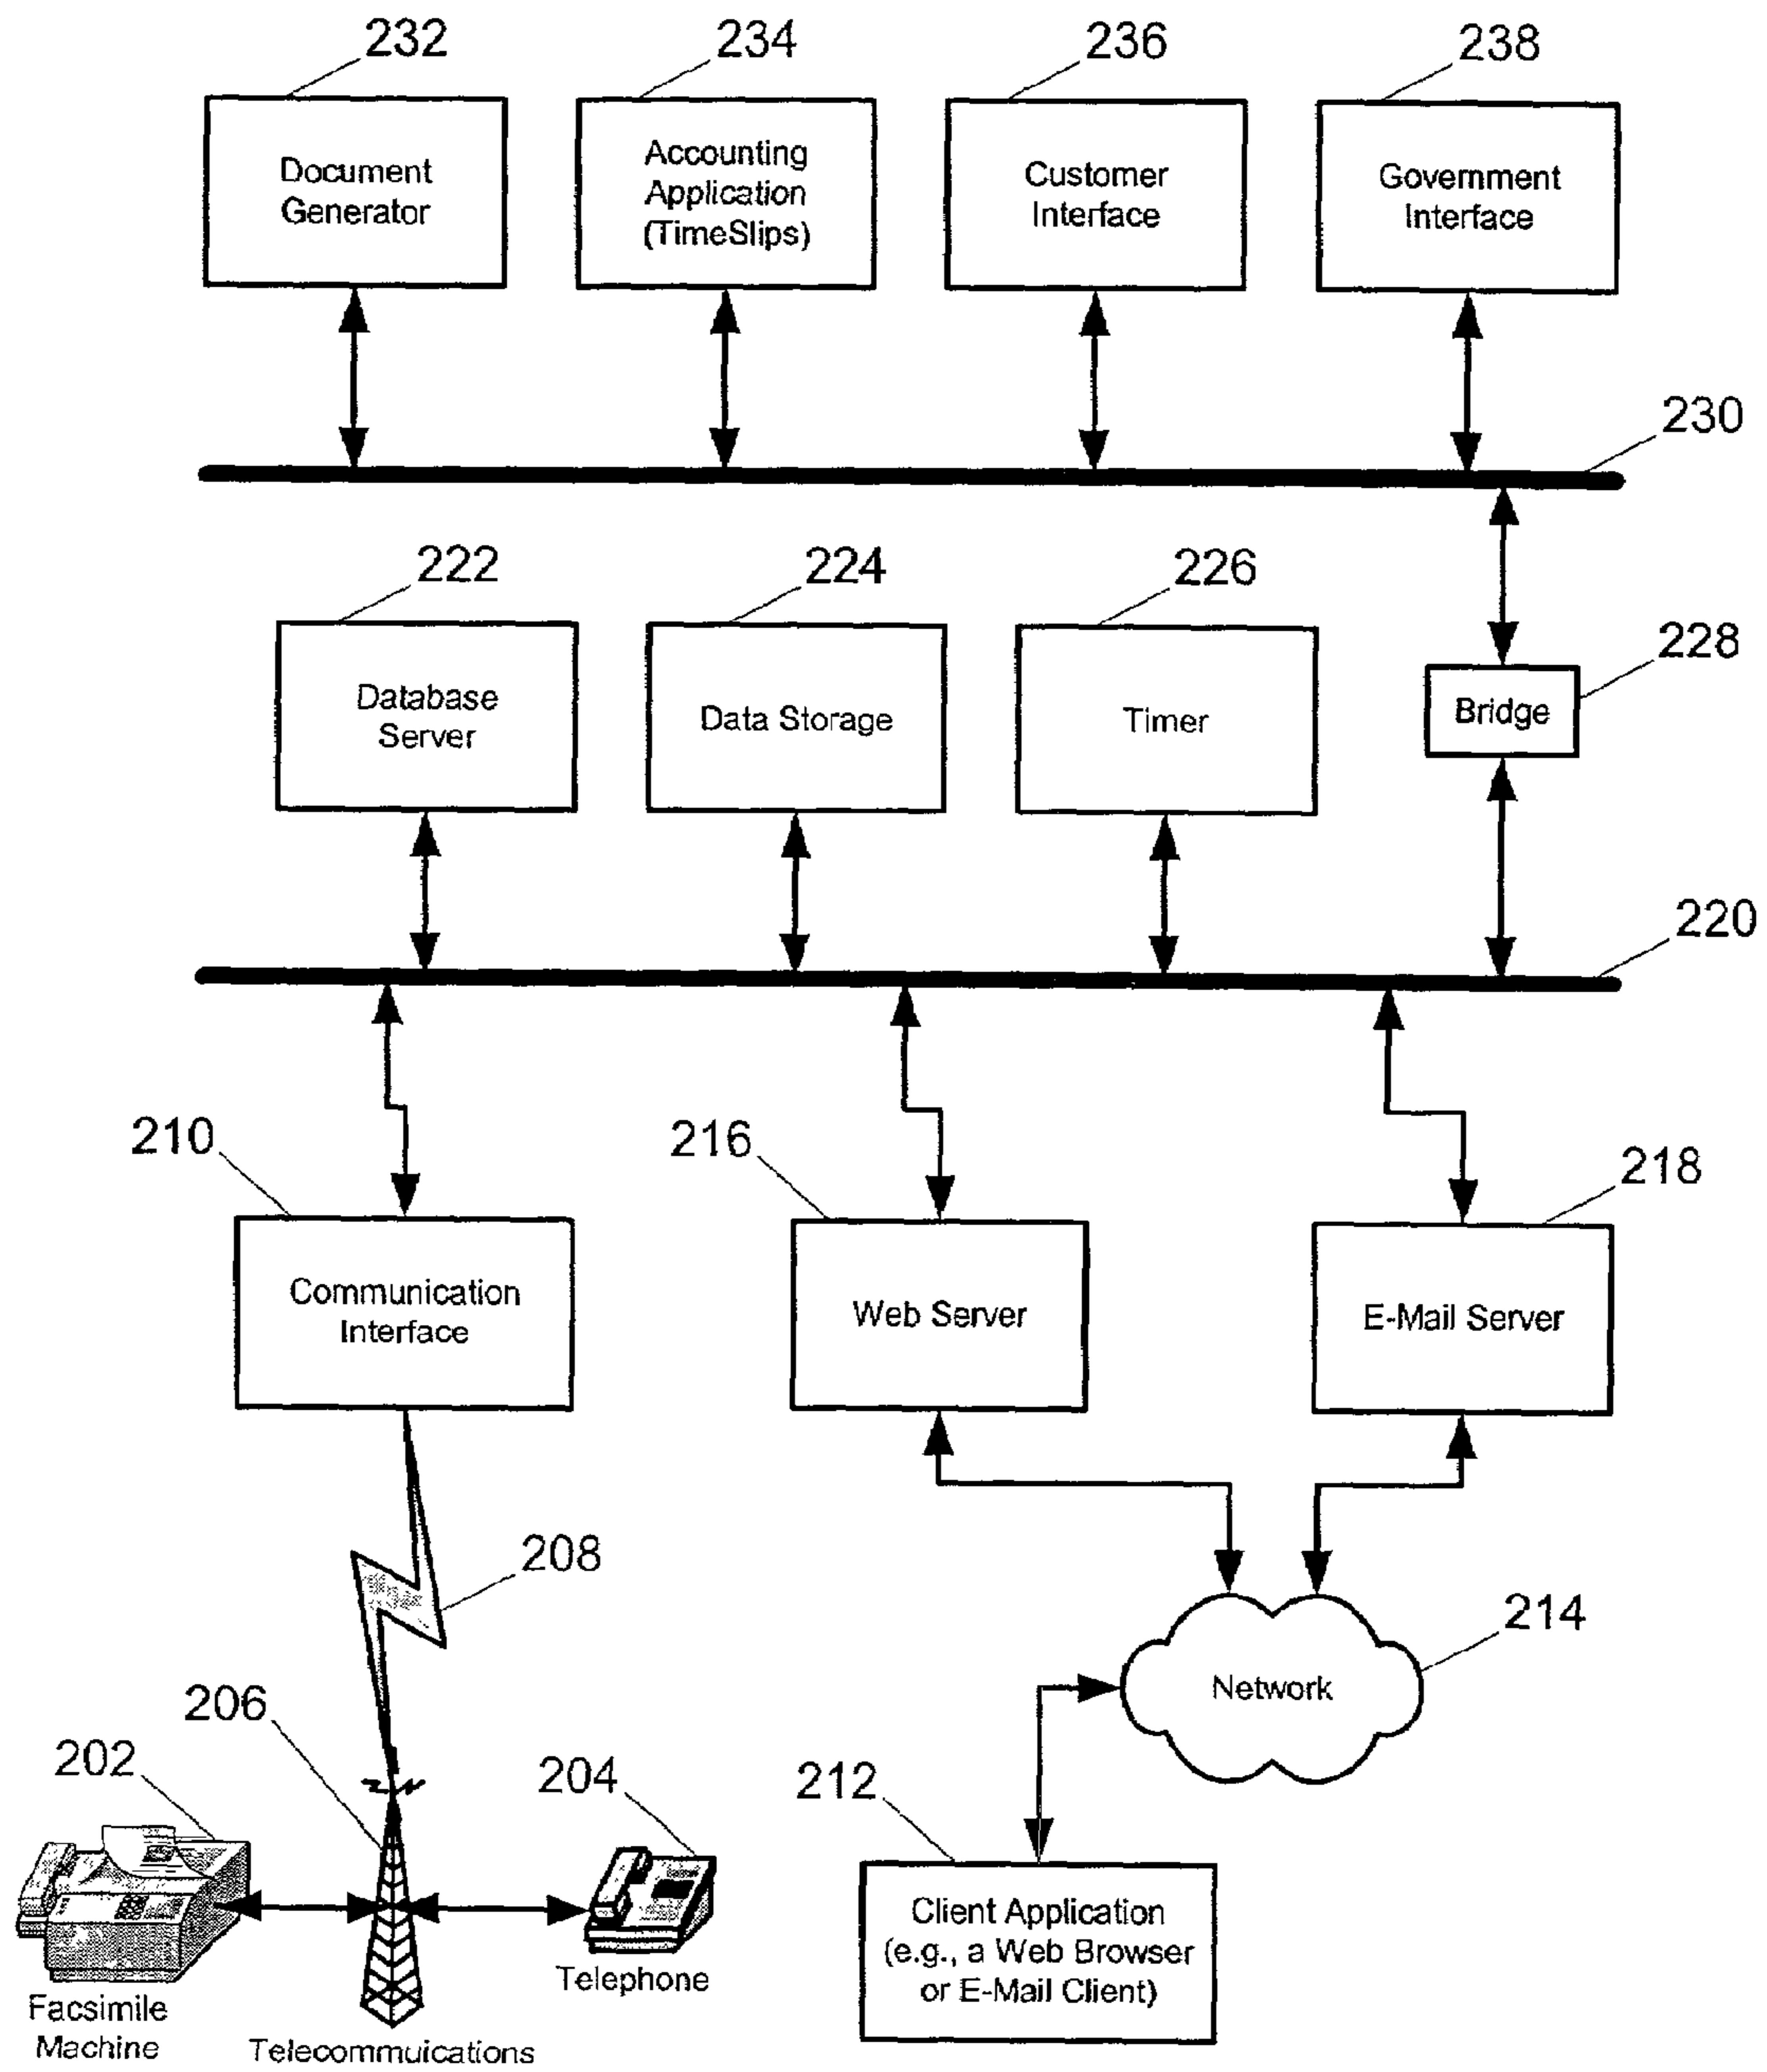 232
234
236
238
Document
Generator
Accounting
Application
(TimeSlips)
Customer
Interface
Government
Interface
230
222
224
226
228
Database
Server
Data Storage
Timer
Bridge
220
210
216
218
Communication
Interface
Web Server
E-Mail Server
208
214
Network
206
202
204
212
Facsimile
Machine
Telecommuications
Telephone
Client Application
(e.g., a Web Browser
or E-Mail Client)